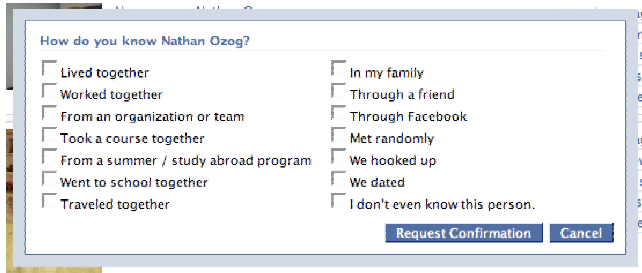 How do you know Nathan Ozog?
Lived together
Worked together
From an organization or team
Took a course together
From a summer / study abroad program
Went to school together
Traveled together
In my family
Through a friend
Through Facebook
Met randomly
We hooked up
We dated
I don't even know this person.
Request Confirmation
Cancel